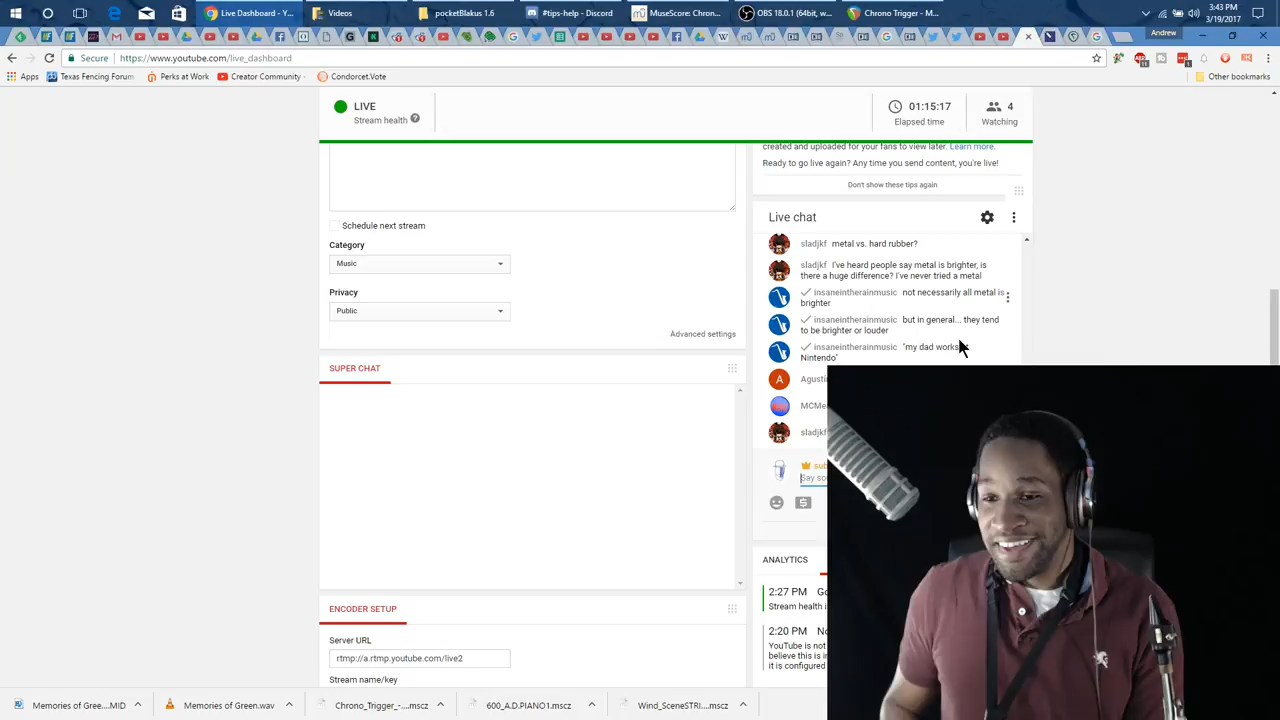 Live Dashboard - Y...
Videos
pocketBlakus 1.6
#tips-help - Discord
MuseScore: Chron...
OBS 18.0.1 (64bit, w...
Chrono Trigger - M...
3:43 PM
3/19/2017
Andrew
Secure
https://www.youtube.com/live_dashboard
Apps
Texas Fencing Forum
Perks at Work
Creator Community
Condorcet.Vote
Other bookmarks
LIVE
Stream health
01:15:17
Elapsed time
4
Watching
created and uploaded for your fans to view later. Learn more.
Ready to go live again? Any time you send content, you're live!
Don't show these tips again
Schedule next stream
Category
Music
Privacy
Public
Advanced settings
SUPER CHAT
ENCODER SETUP
Server URL
rtmp://a.rtmp.youtube.com/live2
Stream name/key
Live chat
sladjkf metal vs. hard rubber?
sladjkf I've heard people say metal is brighter, is
there a huge difference? I've never tried a metal
insaneintherainmusic not necessarily all metal is
brighter
insaneintherainmusic but in general... they tend
to be brighter or louder
insaneintherainmusic "my dad works
Nintendo"
Agusti
MCMe
sladjkf
sub
Say so
ANALYTICS
2:27 PM Go
Stream health i
2:20 PM No
YouTube is not
believe this is i
it is configured
Memories of Gree....MID
Memories of Green.wav
Chrono_Trigger_-....mscz
600_A.D.PIANO1.mscz
Wind_SceneSTRI....mscz